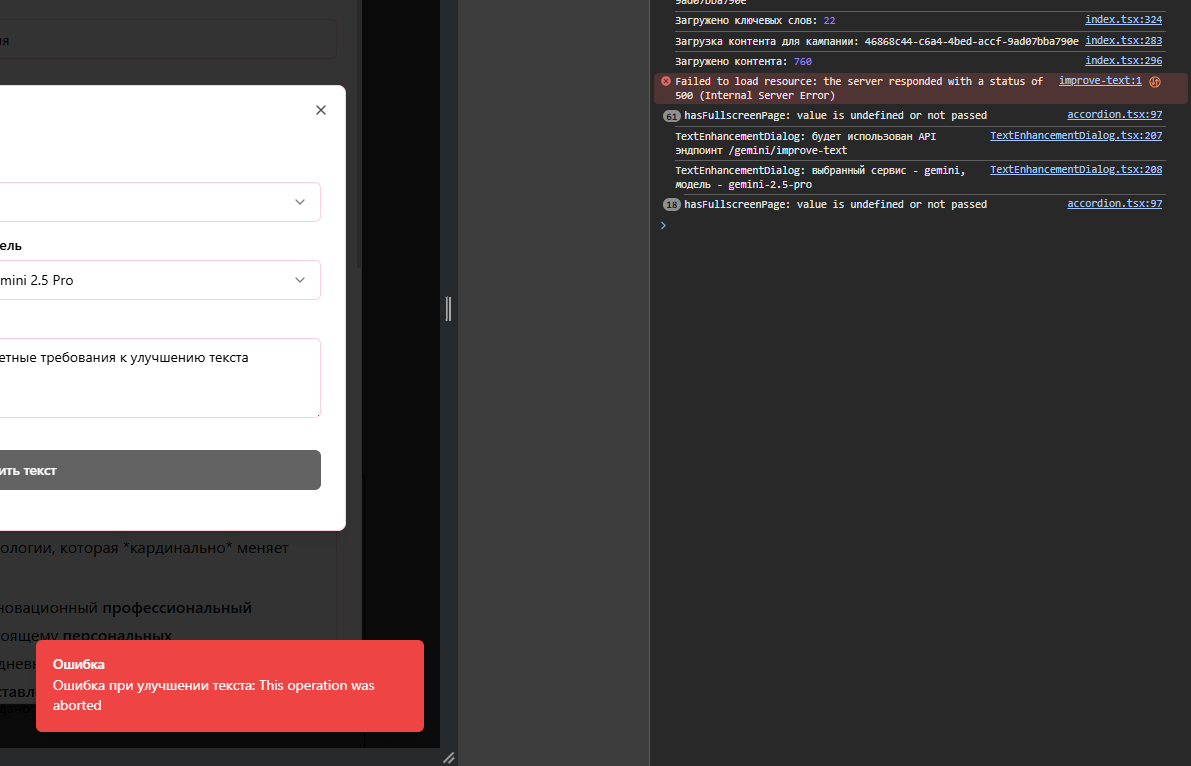 ия
ель
mini 2.5 Pro
етные требования к улучшению текста
ить текст
ологии, которая *кардинально* меняет
новационный профессиональный
тоящему персональных
дневн
ставл
Ошибка
Ошибка при улучшении текста: This operation was
aborted
9ad07bba790e
Загружено ключевых слов: 22 index.tsx:324
Загрузка контента для кампании: 46868c44-c6a4-4bed-accf-9ad07bba790e index.tsx:283
Загружено контента: 760 index.tsx:296
Failed to load resource: the server responded with a status of improve-text:1
500 (Internal Server Error)
61 hasFullscreenPage: value is undefined or not passed accordion.tsx:97
TextEnhancementDialog: будет использован API TextEnhancementDialog.tsx:207
эндпоинт /gemini/improve-text
TextEnhancementDialog: выбранный сервис - gemini, TextEnhancementDialog.tsx:208
модель - gemini-2.5-pro
18 hasFullscreenPage: value is undefined or not passed accordion.tsx:97